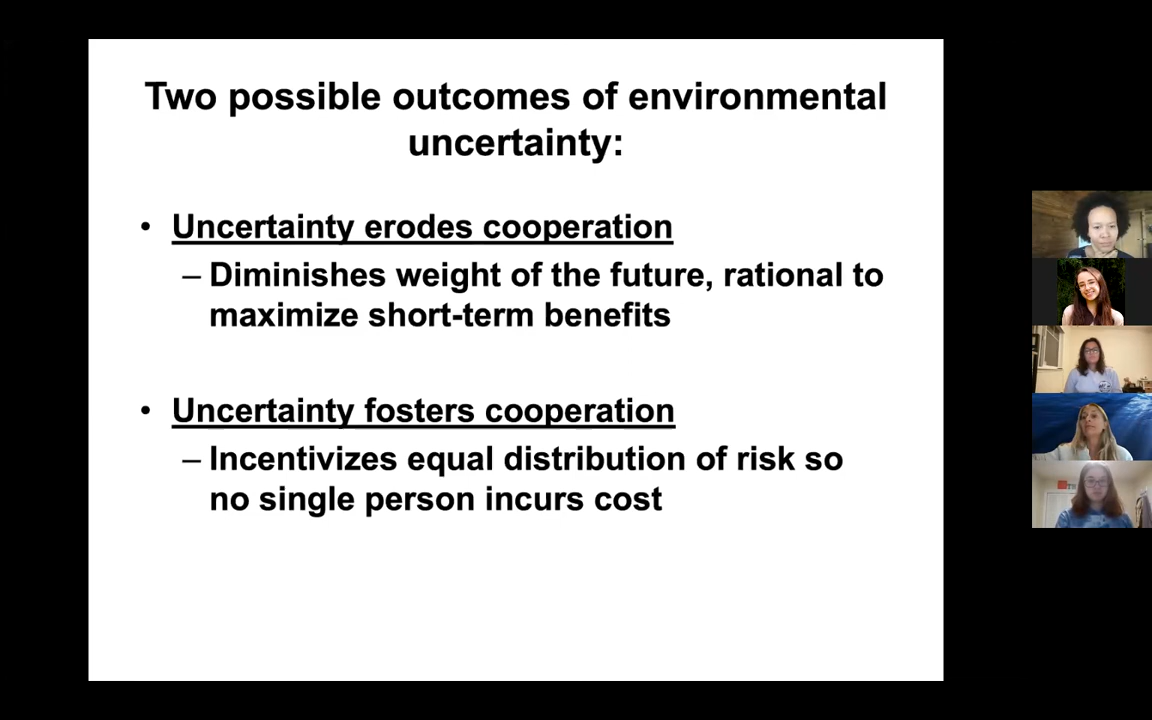 Two possible outcomes of environmental
uncertainty:
• Uncertainty erodes cooperation
– Diminishes weight of the future, rational to
maximize short-term benefits
• Uncertainty fosters cooperation
– Incentivizes equal distribution of risk so
no single person incurs cost